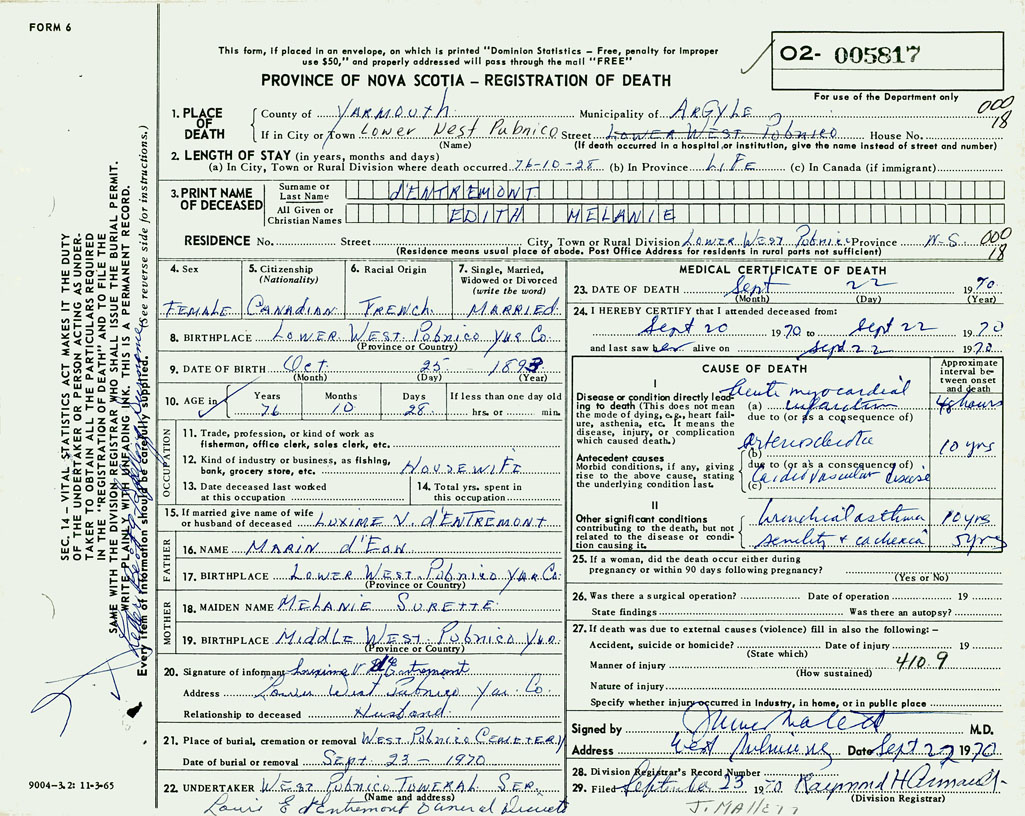 FORM 6
This form, if placed in an envelope, on which is printed "Dominion Statistics – Free, penalty for improper
use $50," and properly addressed will pass through the mail "FREE"
PROVINCE OF NOVA SCOTIA – REGISTRATION OF DEATH
O2- 005817
For use of the Department only
000
18
1. PLACE OF DEATH
County of YARMOUTH Municipality of ARGYLE
If in City or Town Lower West Pubnico Street LOWER WEST PUBNICO House No.
(Name) (If death occurred in a hospital or institution, give the name instead of street and number)
2. LENGTH OF STAY (in years, months and days)
(a) In City, Town or Rural Division where death occurred 76-10-28 (b) In Province LIFE (c) In Canada (if immigrant)
3. PRINT NAME OF DECEASED
Surname or Last Name d'ENTREMONT
All Given or Christian Names EDITH MELANIE
RESIDENCE No. Street City, Town or Rural Division LOWER WEST PUBNICO Province N-S. 000
18
(Residence means usual place of abode. Post Office Address for residents in rural parts not sufficient)
4. Sex 5. Citizenship (Nationality) 6. Racial Origin 7. Single, Married, Widowed or Divorced (write the word)
FEMALE CANADIAN FRENCH MARRIED
8. BIRTHPLACE LOWER WEST PUBNICO YAR CO.
(Province or Country)
9. DATE OF BIRTH Oct. 25 1893
(Month) (Day) (Year)
10. AGE in Years Months Days If less than one day old
76 10 28 hrs. or min.
OCCUPATION
11. Trade, profession, or kind of work as
fisherman, office clerk, sales clerk, etc.
12. Kind of industry or business, as fishing,
bank, grocery store, etc. HOUSEWIFE
13. Date deceased last worked
at this occupation
14. Total yrs. spent in
this occupation
15. If married give name of wife
or husband of deceased LUXIME V. d'ENTREMONT
FATHER
16. NAME MARIN d'EON
17. BIRTHPLACE LOWER WEST PUBNICO YAR CO
(Province or Country)
MOTHER
18. MAIDEN NAME MELANIE SURETTE
19. BIRTHPLACE MIDDLE WEST PUBNICO YAR.
(Province or Country)
20. Signature of informant Luxime V. d'Entremont
Address Lower West Pubnico Yar. Co.
Relationship to deceased Husband
21. Place of burial, cremation or removal WEST PUBNICO CEMETERY
Date of burial or removal SEPT. 23 – 1970
22. UNDERTAKER WEST PUBNICO FUNERAL SER.
(Name and address)
Louis E d'Entremont Funeral Director
MEDICAL CERTIFICATE OF DEATH
23. DATE OF DEATH Sept 22 1970
(Month) (Day) (Year)
24. I HEREBY CERTIFY that I attended deceased from:
Sept 20 1970 to Sept 22 1970
and last saw her alive on Sept 22 1970
CAUSE OF DEATH
Approximate interval between onset and death
I
Disease or condition directly leading to death (This does not mean the mode of dying, e.g., heart failure, asthenia, etc. It means the disease, injury, or complication which caused death.)
Acute myocardial
(a) infarction 48 hours
due to (or as a consequence of)
Antecedent causes
Morbid conditions, if any, giving rise to the above cause, stating the underlying condition last.
(b) arteriosclerotic 10 yrs
due to (or as a consequence of)
(c) Cardiovascular disease
II
Other significant conditions
contributing to the death, but not related to the disease or condition causing it.
bronchial asthma 10 yrs
senility & cachexia 5 yrs
25. If a woman, did the death occur either during
pregnancy or within 90 days following pregnancy?
(Yes or No)
26. Was there a surgical operation? Date of operation 19
State findings Was there an autopsy?
27. If death was due to external causes (violence) fill in also the following:–
Accident, suicide or homicide? Date of injury 19
(State which)
Manner of injury 410.9
(How sustained)
Nature of injury
Specify whether injury occurred in industry, in home, or in public place
Signed by M.D.
Address West Pubnico Date Sept 22 1970
28. Division Registrar's Record Number
29. Filed September 23 1970 Raymond H
(Division Registrar)
J. MALLETT
SEC. 14 – VITAL STATISTICS ACT MAKES IT THE DUTY
OF THE UNDERTAKER OR PERSON ACTING AS UNDER-
TAKER TO OBTAIN ALL THE PARTICULARS REQUIRED
IN THE "REGISTRATION OF DEATH" AND TO FILE THE
SAME WITH THE DIVISION REGISTRAR WHO SHALL ISSUE THE BURIAL PERMIT.
WRITE PLAINLY WITH UNFADING INK. THIS IS A PERMANENT RECORD.
Every item of information should be carefully supplied. (See reverse side for instructions.)
9004-3.2: 11-3-65